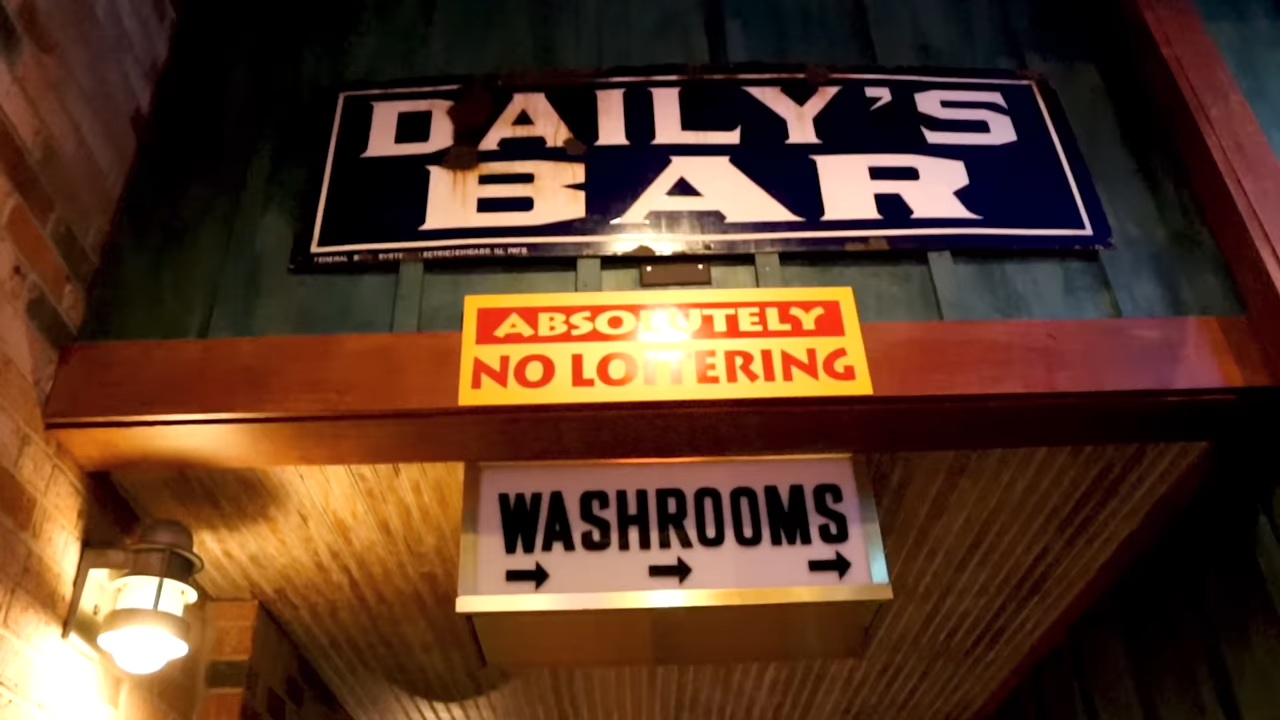 DAILY'S
BAR
ABSOLUTELY
NO LOITERING
WASHROOMS